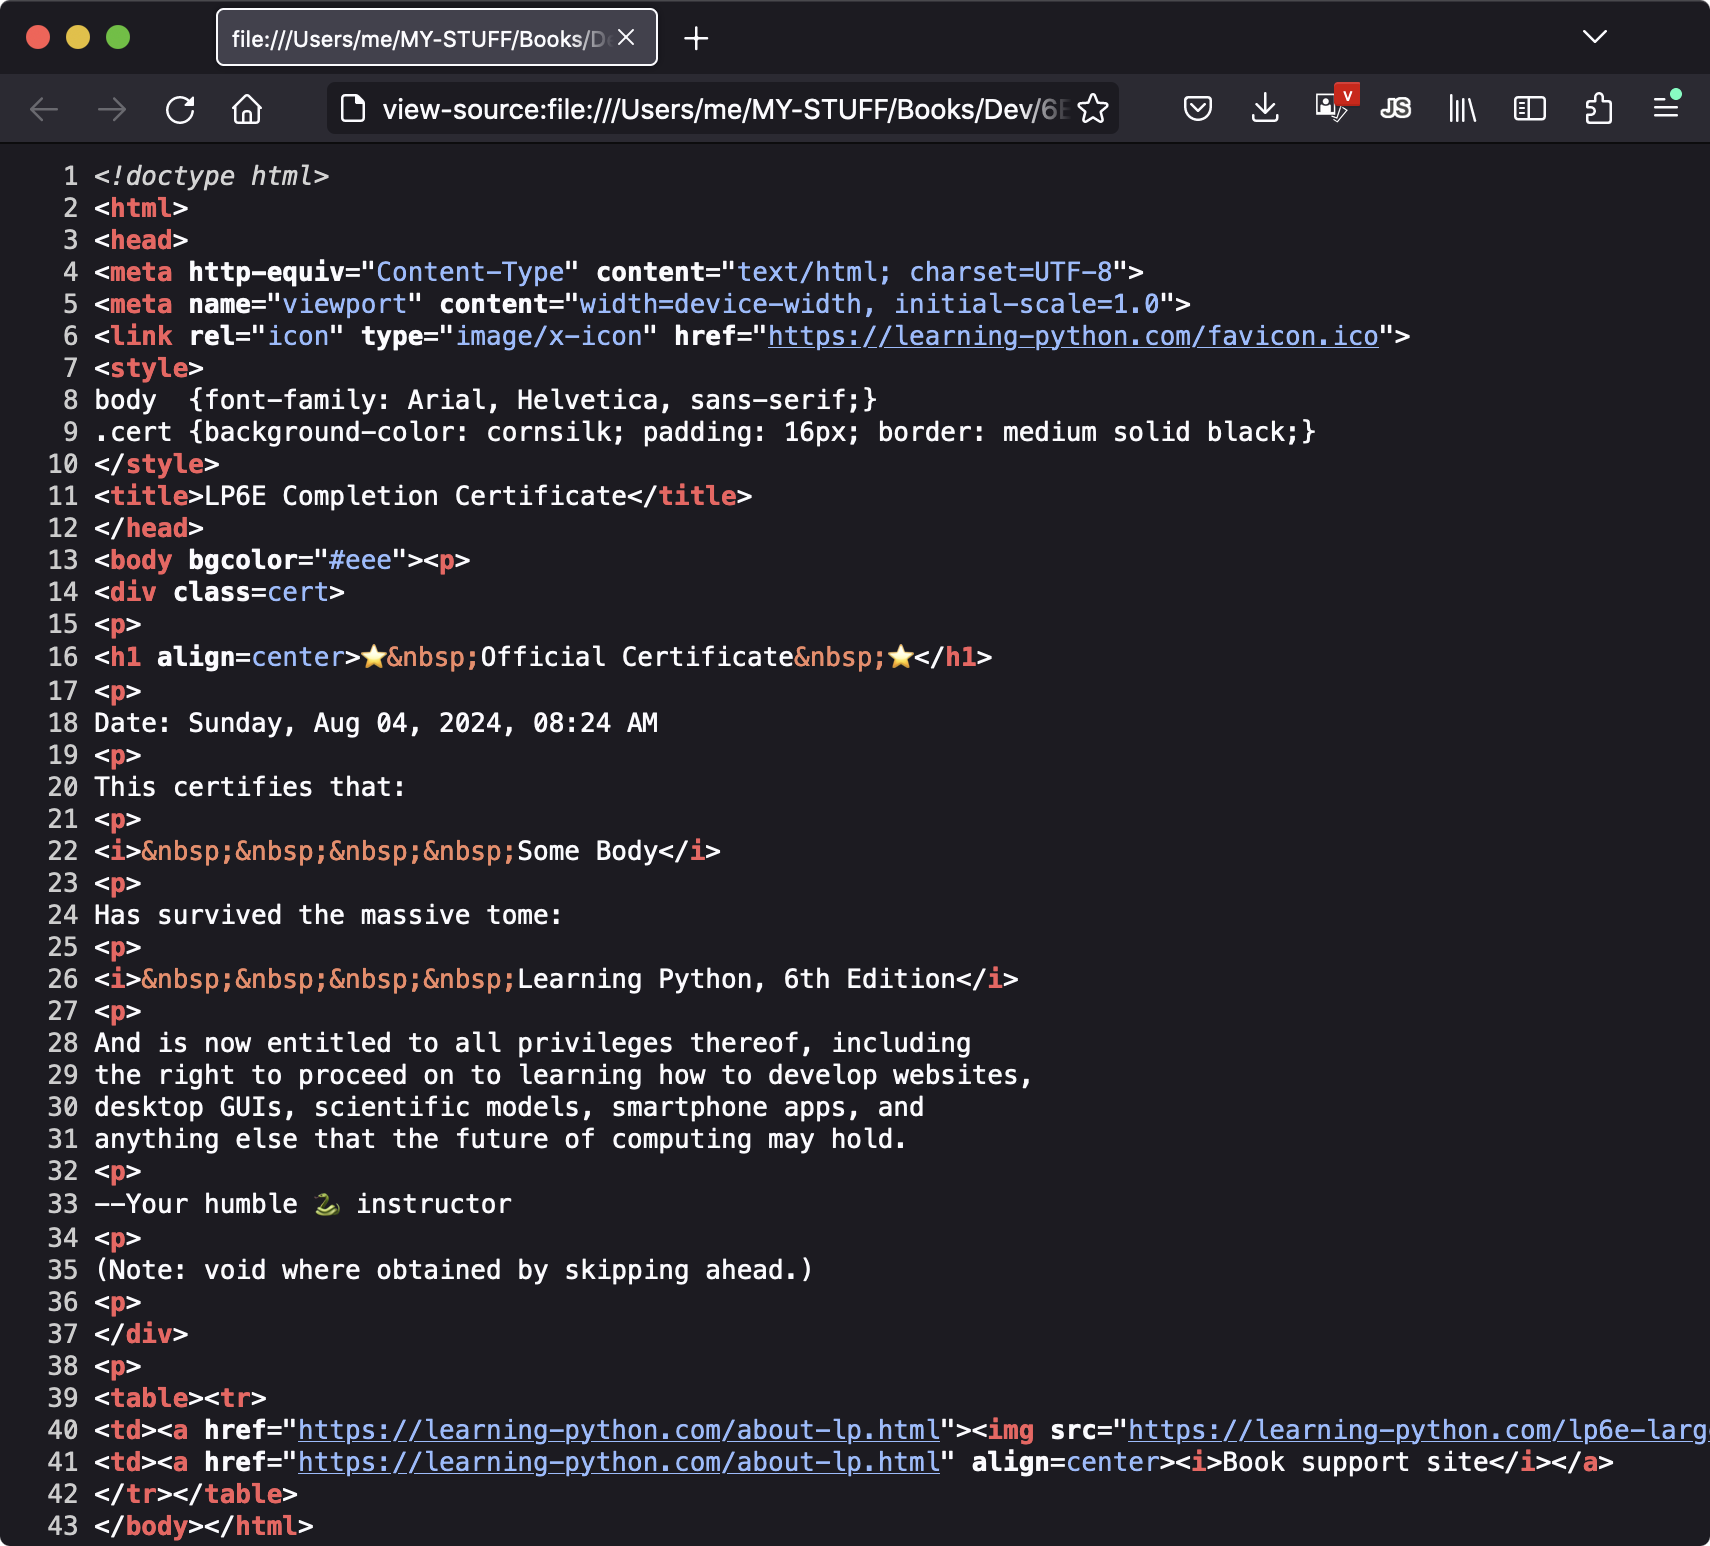 file:///Users/me/MY-STUFF/Books/De
view-source:file:///Users/me/MY-STUFF/Books/Dev/6E
V
JS
1 <!doctype html>
2 <html>
3 <head>
4 <meta http-equiv="Content-Type" content="text/html; charset=UTF-8">
5 <meta name="viewport" content="width=device-width, initial-scale=1.0">
6 <link rel="icon" type="image/x-icon" href="https://learning-python.com/favicon.ico">
7 <style>
8 body  {font-family: Arial, Helvetica, sans-serif;}
9 .cert {background-color: cornsilk; padding: 16px; border: medium solid black;}
10 </style>
11 <title>LP6E Completion Certificate</title>
12 </head>
13 <body bgcolor="#eee"><p>
14 <div class=cert>
15 <p>
16 <h1 align=center>⭐&nbsp;Official Certificate&nbsp;⭐</h1>
17 <p>
18 Date: Sunday, Aug 04, 2024, 08:24 AM
19 <p>
20 This certifies that:
21 <p>
22 <i>&nbsp;&nbsp;&nbsp;&nbsp;Some Body</i>
23 <p>
24 Has survived the massive tome:
25 <p>
26 <i>&nbsp;&nbsp;&nbsp;&nbsp;Learning Python, 6th Edition</i>
27 <p>
28 And is now entitled to all privileges thereof, including
29 the right to proceed on to learning how to develop websites,
30 desktop GUIs, scientific models, smartphone apps, and
31 anything else that the future of computing may hold.
32 <p>
33 --Your humble 🐍 instructor
34 <p>
35 (Note: void where obtained by skipping ahead.)
36 <p>
37 </div>
38 <p>
39 <table><tr>
40 <td><a href="https://learning-python.com/about-lp.html"><img src="https://learning-python.com/lp6e-larg
41 <td><a href="https://learning-python.com/about-lp.html" align=center><i>Book support site</i></a>
42 </tr></table>
43 </body></html>